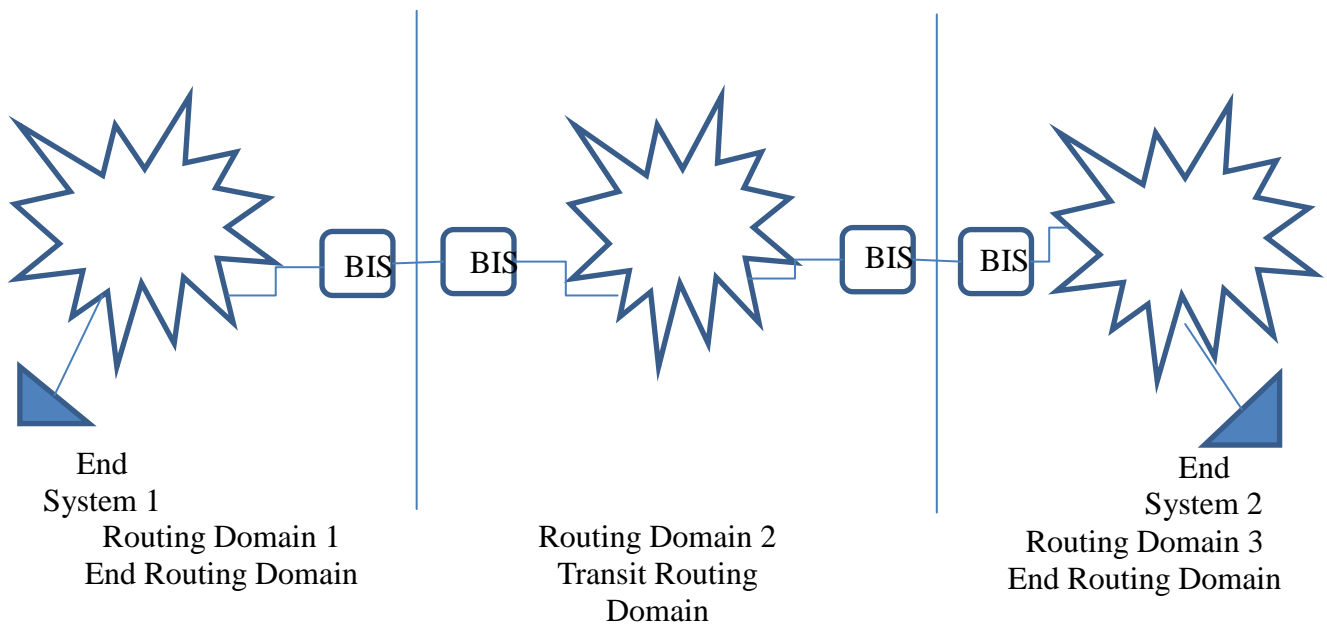 BIS
BIS
BIS
BIS
End
System 1
Routing Domain 1
End Routing Domain
Routing Domain 2
Transit Routing
Domain
End
System 2
Routing Domain 3
End Routing Domain